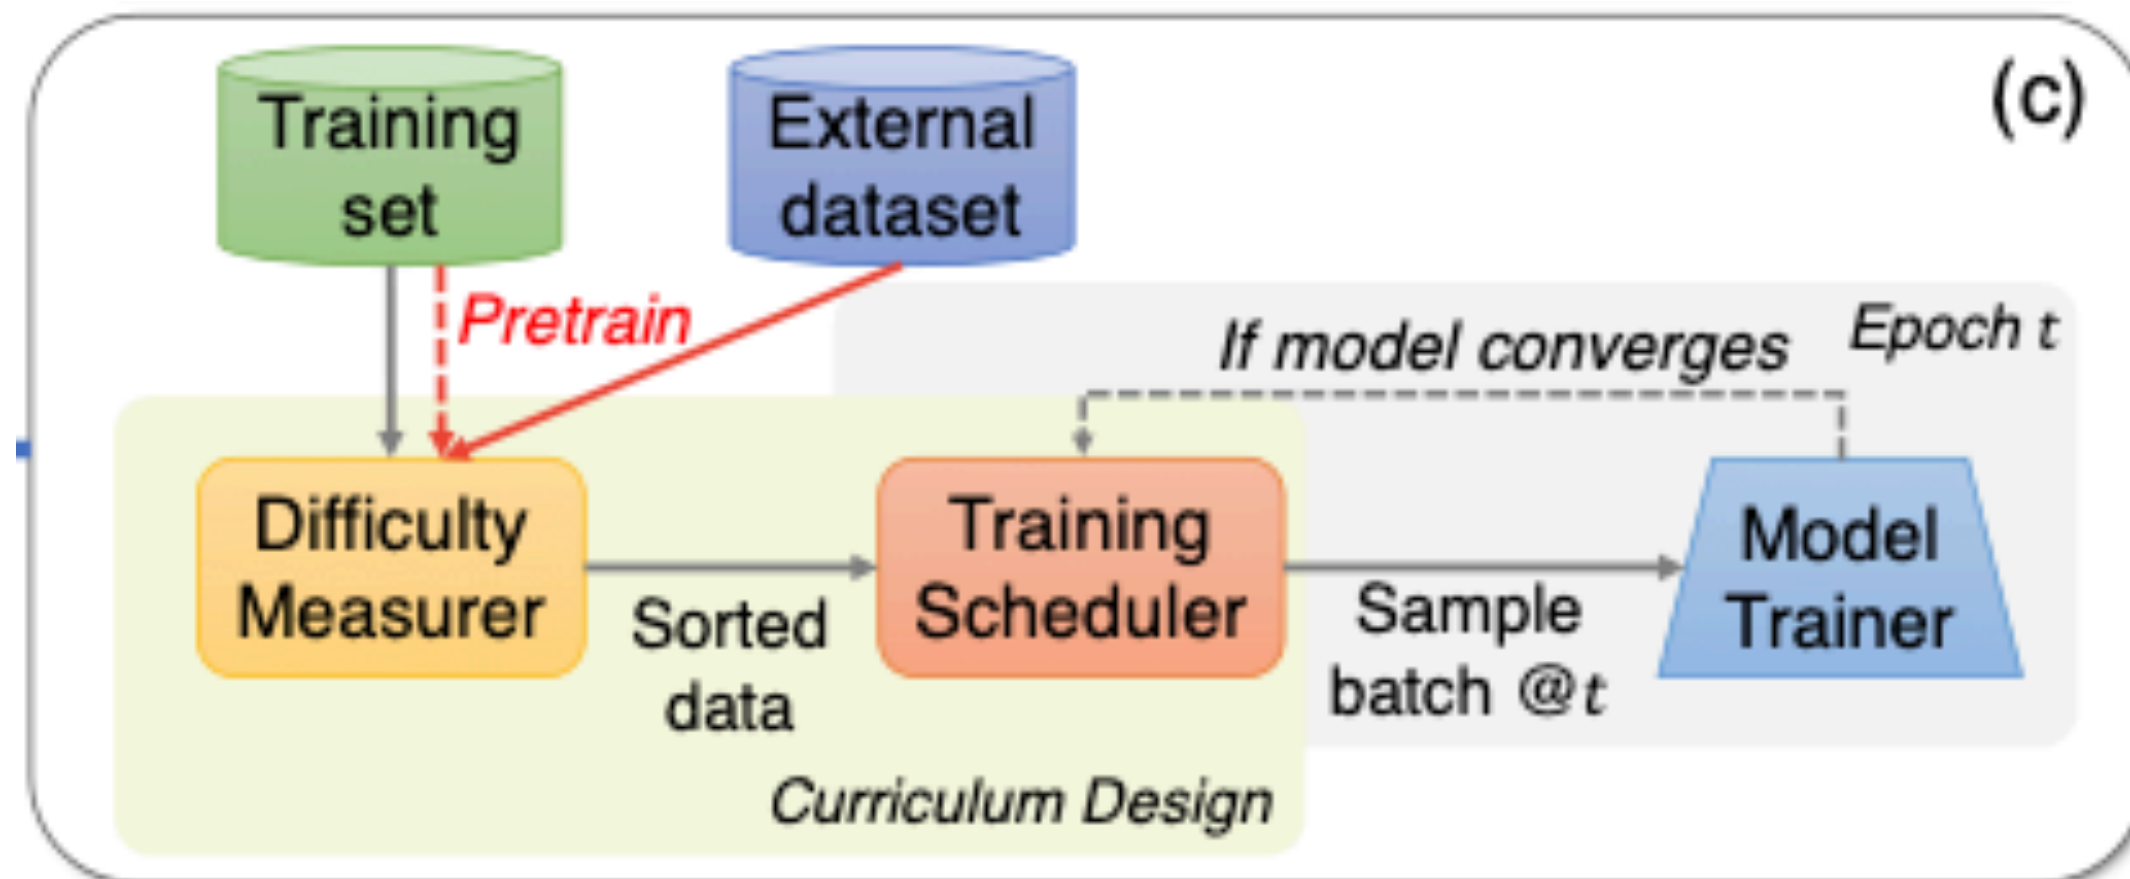 (c)
Training
set
External
dataset
Pretrain
If model converges
Epoch t
Difficulty
Measurer
Sorted
data
Training
Scheduler
Sample
batch @t
Model
Trainer
Curriculum Design